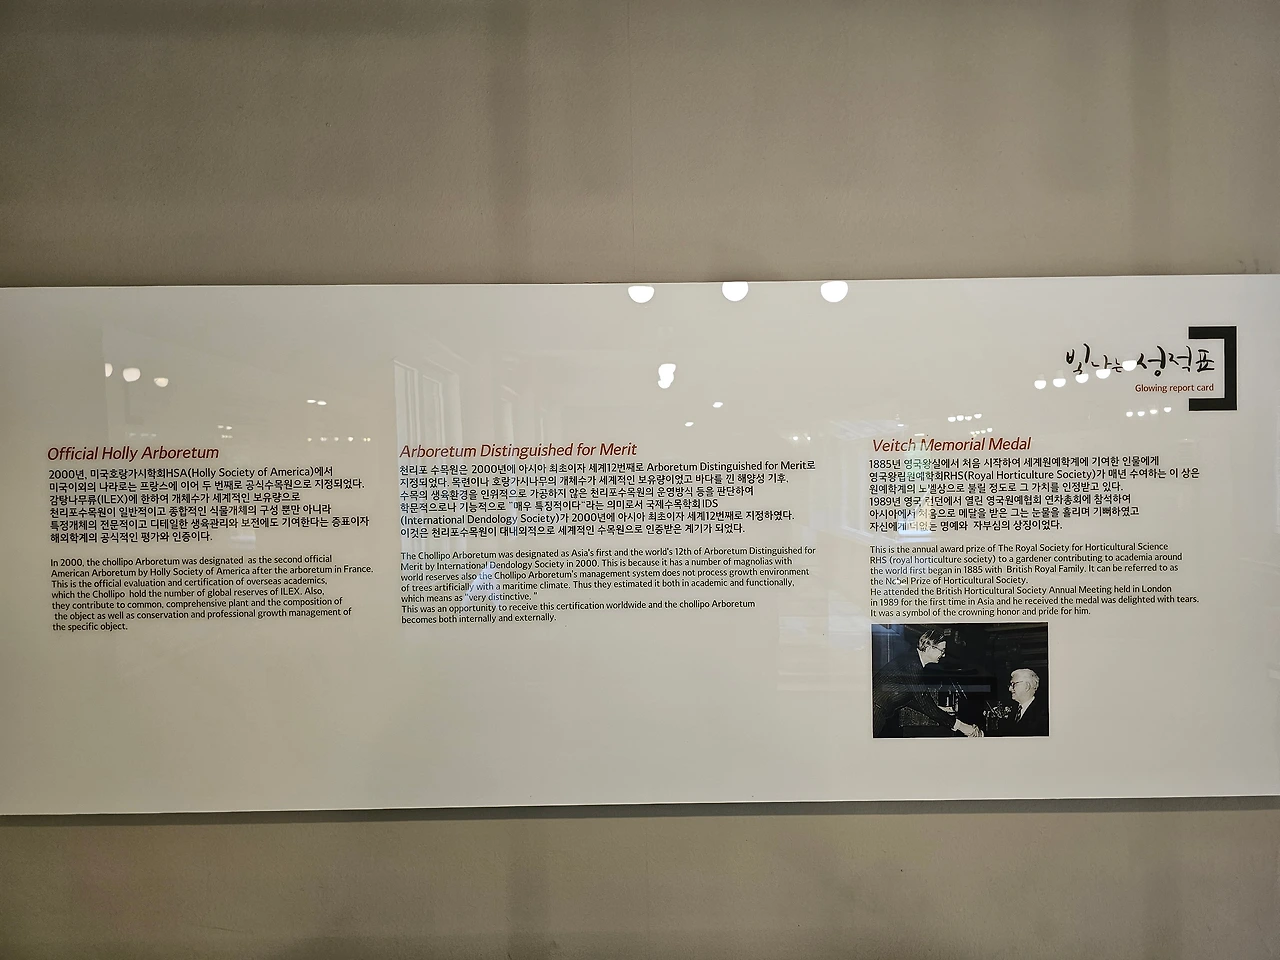 빛나는 성적표
Glowing report card
Official Holly Arboretum
2000년, 미국호랑가시학회HSA(Holly Society of America)에서
미국이외의 나라로는 프랑스에 이어 두 번째로 공식수목원으로 지정되었다.
감탕나무류(ILEX)에 한하여 개체수가 세계적인 보유량으로
천리포수목원이 일반적이고 종합적인 식물개체의 구성 뿐만 아니라
특정개체의 전문적이고 디테일한 생육관리와 보전에도 기여한다는 증표이자
해외학계의 공식적인 평가와 인증이다.
In 2000, the chollipo Arboretum was designated as the second official
American Arboretum by Holly Society of America after the arboretum in France.
This is the official evaluation and certification of overseas academics,
which the Chollipo hold the number of global reserves of ILEX. Also,
they contribute to common, comprehensive plant and the composition of
the object as well as conservation and professional growth management of
the specific object.
Arboretum Distinguished for Merit
천리포 수목원은 2000년에 아시아 최초이자 세계12번째로 Arboretum Distinguished for Merit로
지정되었다. 목련이나 호랑가시나무의 개체수가 세계적인 보유량이었고 바다를 낀 해양성 기후,
수목의 생육환경을 인위적으로 가공하지 않은 천리포수목원의 운영방식 등을 판단하여
학문적으로나 기능적으로 "매우 특징적이다"라는 의미로서 국제수목학회IDS
(International Dendology Society)가 2000년에 아시아 최초이자 세계12번째로 지정하였다.
이것은 천리포수목원이 대내외적으로 세계적인 수목원으로 인증받은 계기가 되었다.
The Chollipo Arboretum was designated as Asia's first and the world's 12th of Arboretum Distinguished for
Merit by International Dendology Society in 2000. This is because it has a number of magnolias with
world reserves also the Chollipo Arboretum's management system does not process growth environment
of trees artificially with a maritime climate. Thus they estimated it both in academic and functionally,
which means as "very distinctive. "
This was an opportunity to receive this certification worldwide and the chollipo Arboretum
becomes both internally and externally.
Veitch Memorial Medal
1885년 영국왕실에서 처음 시작하여 세계원예학계에 기여한 인물에게
영국왕립원예학회RHS(Royal Horticulture Society)가 매년 수여하는 이 상은
원예학계의 노벨상으로 불릴 정도로 그 가치를 인정받고 있다.
1989년 영국 런던에서 열린 영국원예협회 연차총회에 참석하여
아시아에서 처음으로 메달을 받은 그는 눈물을 흘리며 기뻐하였고
자신에게 더없는 명예와 자부심의 상징이었다.
This is the annual award prize of The Royal Society for Horticultural Science
RHS (royal horticulture society) to a gardener contributing to academia around
the world first began in 1885 with British Royal Family. It can be referred to as
the Nobel Prize of Horticultural Society.
He attended the British Horticultural Society Annual Meeting held in London
in 1989 for the first time in Asia and he received the medal was delighted with tears.
It was a symbol of the crowning honor and pride for him.